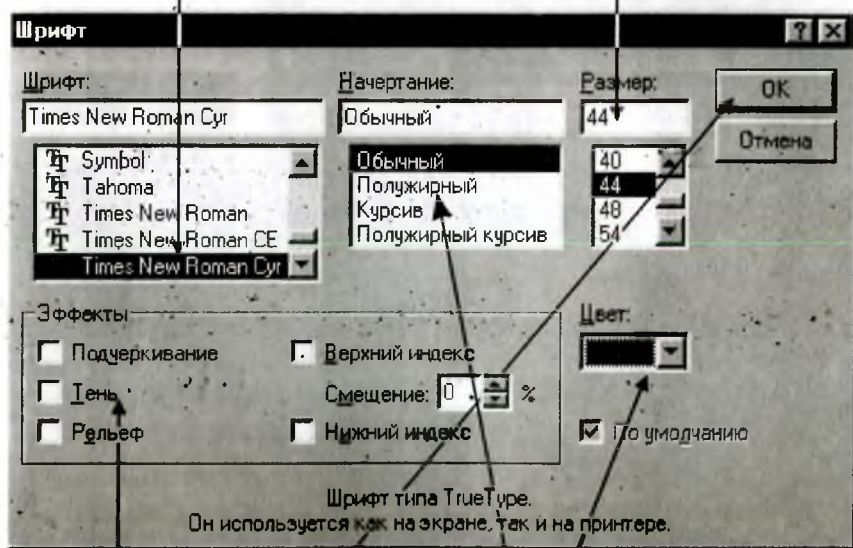 Шрифт
Шрифт: Начертание: Размер:
Times New Roman Cyr Обычный 44 OK
Отмена
Symbol Обычный 40
Tahoma Полужирный 44
Times New Roman Курсив 48
Times New Roman CE Полужирный курсив 54
Times New Roman Cyr
Эффекты Цвет:
Подчеркивание Верхний индекс
Тень Смещение: 0 %
Рельеф Нижний индекс По умолчанию
Шрифт типа TrueType.
Он используется как на экране, так и на принтере.